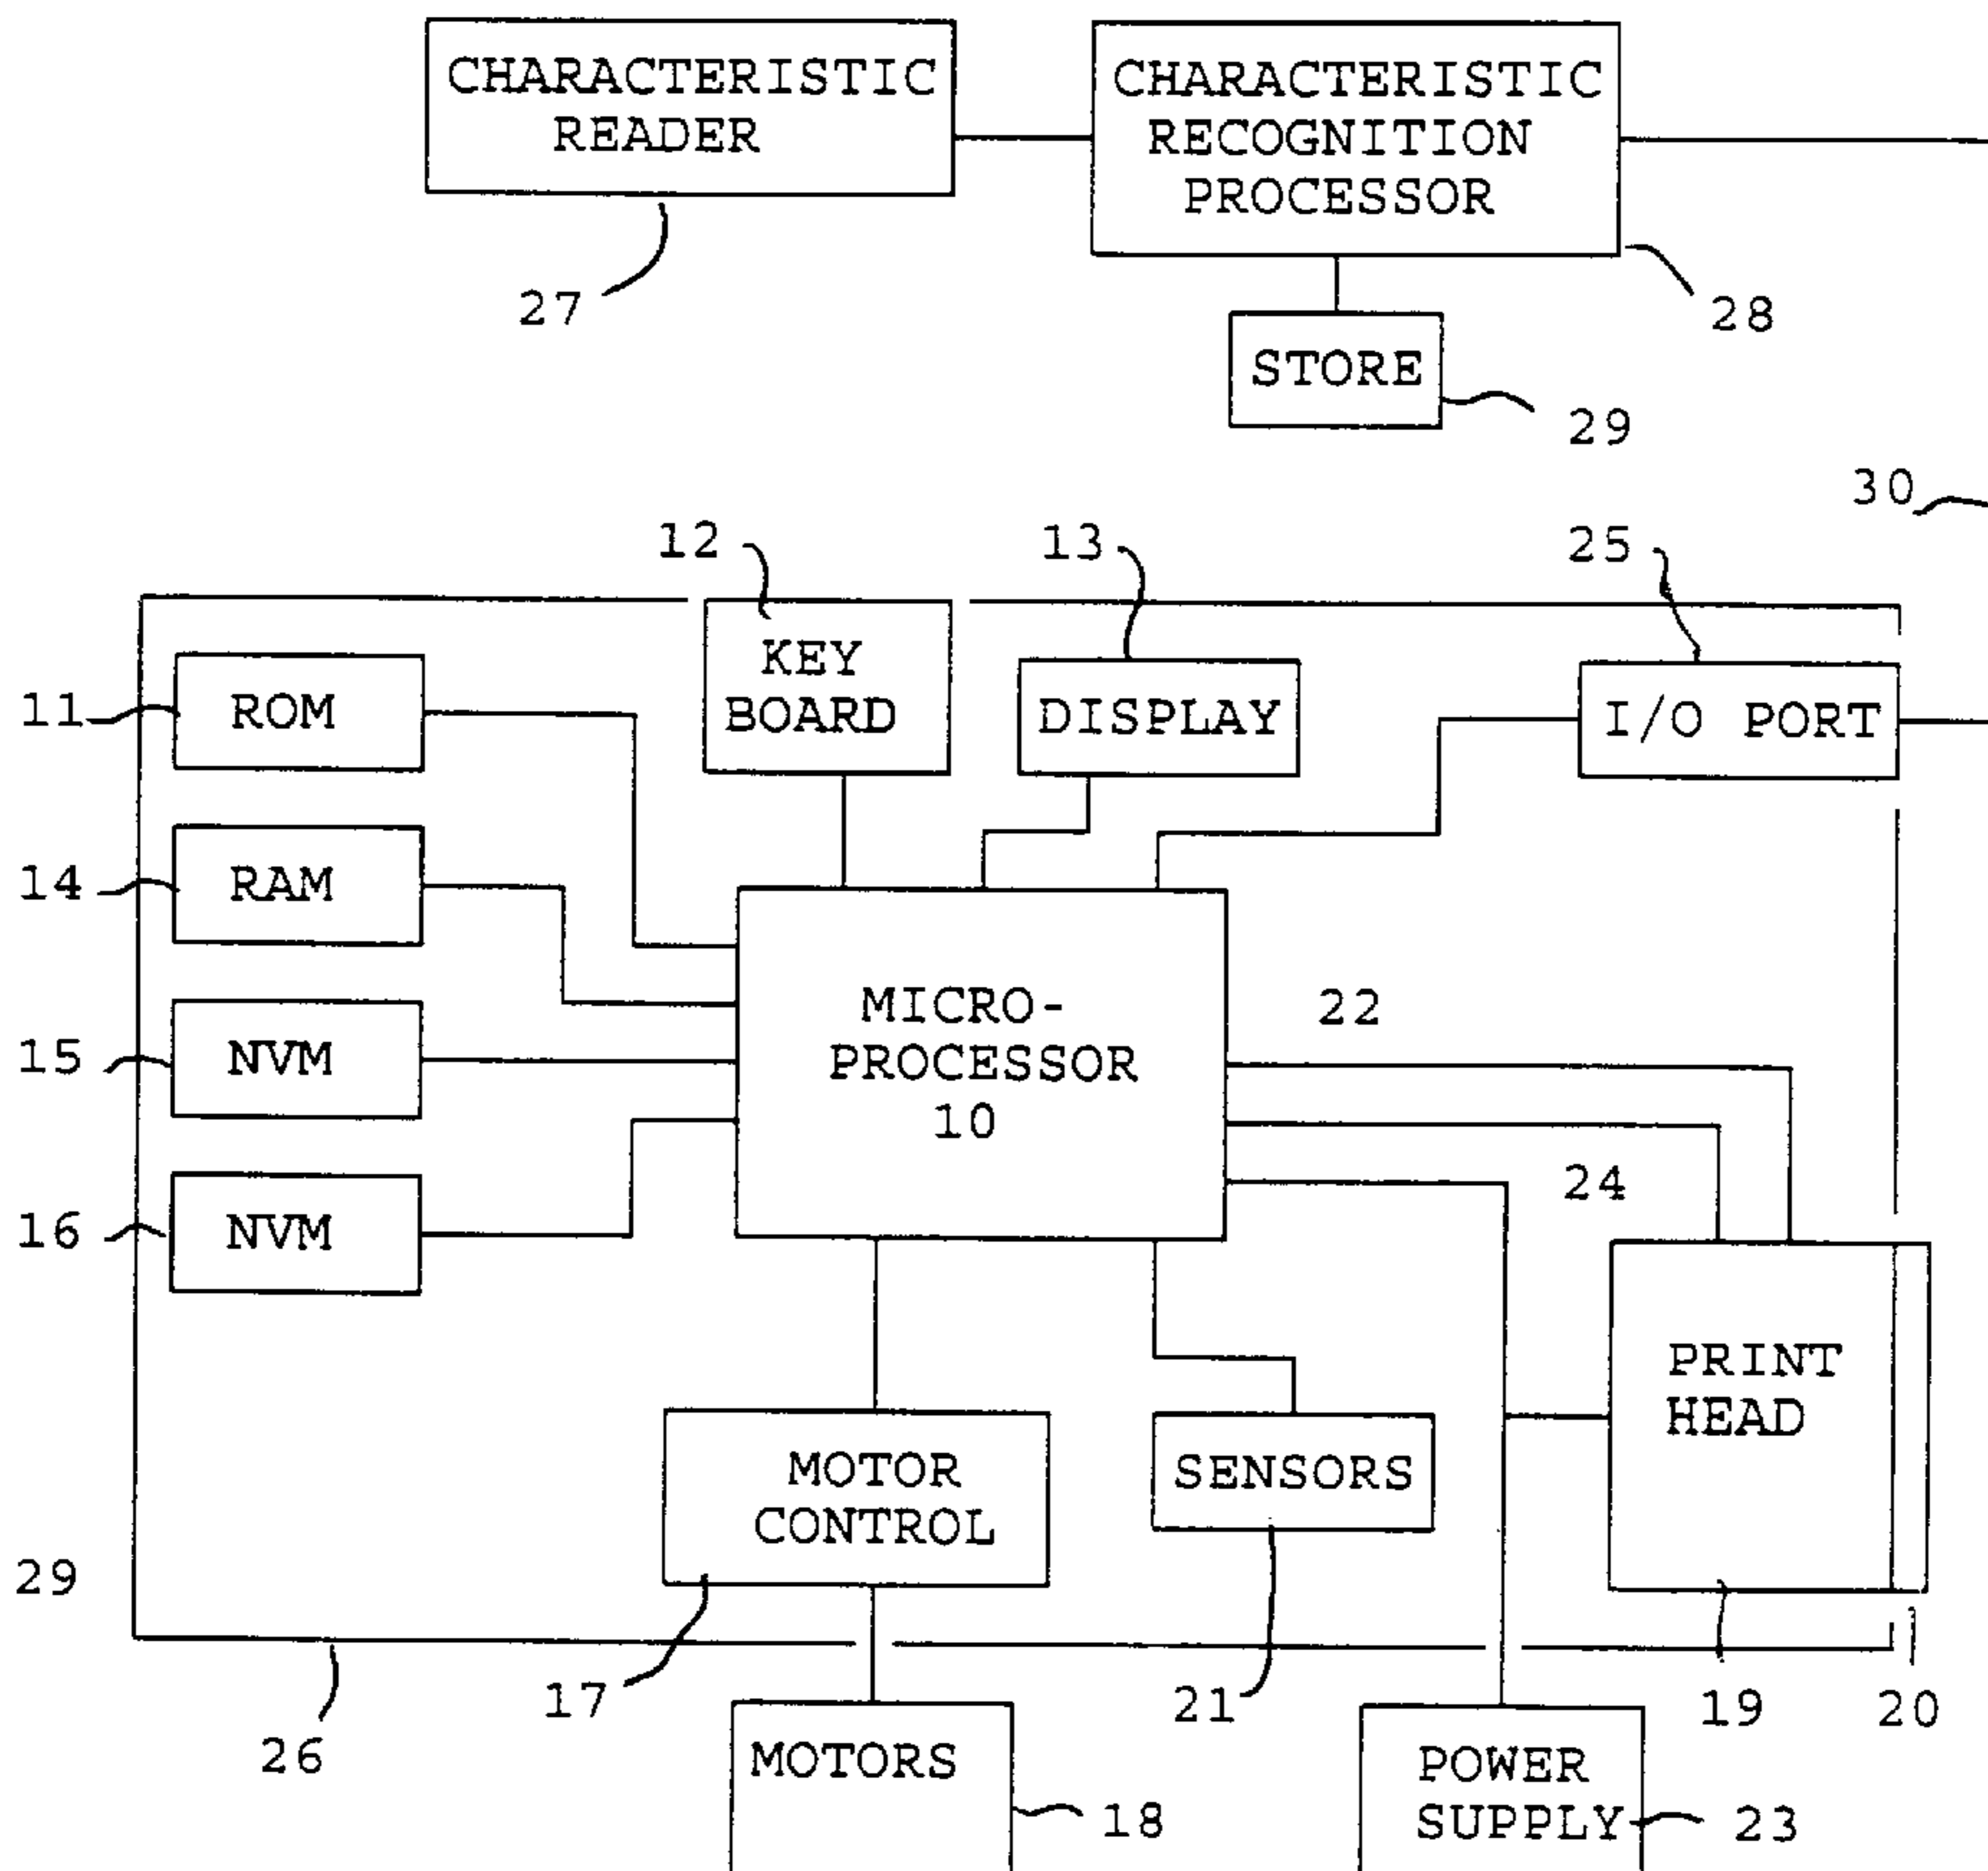 CHARACTERISTIC
READER
CHARACTERISTIC
RECOGNITION
PROCESSOR
27
28
STORE
29
30
12
13
25
KEY
BOARD
DISPLAY
I/O PORT
11
ROM
14
RAM
15
NVM
16
NVM
MICRO-
PROCESSOR
10
22
24
PRINT
HEAD
MOTOR
CONTROL
SENSORS
29
26
17
21
19
20
MOTORS
18
POWER
SUPPLY
23